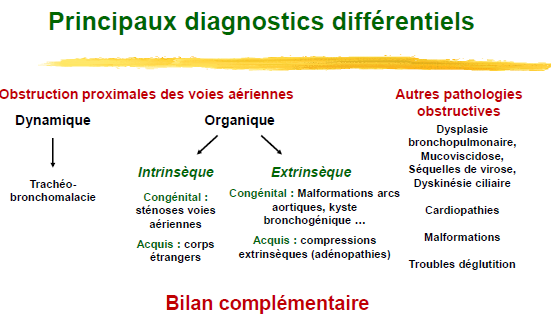 Principaux diagnostics différentiels
Obstruction proximales des voies aériennes
Dynamique
Organique
Trachéo-
bronchomalacie
Intrinsèque
Congénital :
sténoses voies
aériennes
Acquis : corps
étrangers
Extrinsèque
Congénital : Malformations arcs
aortiques, kyste
bronchogénique ...
Acquis : compressions
extrinsèques (adénopathies)
Autres pathologies
obstructives
Dysplasie
bronchopulmonaire,
Mucoviscidose,
Séquelles de virose,
Dyskinésie ciliaire
Cardiopathies
Malformations
Troubles déglutition
Bilan complémentaire